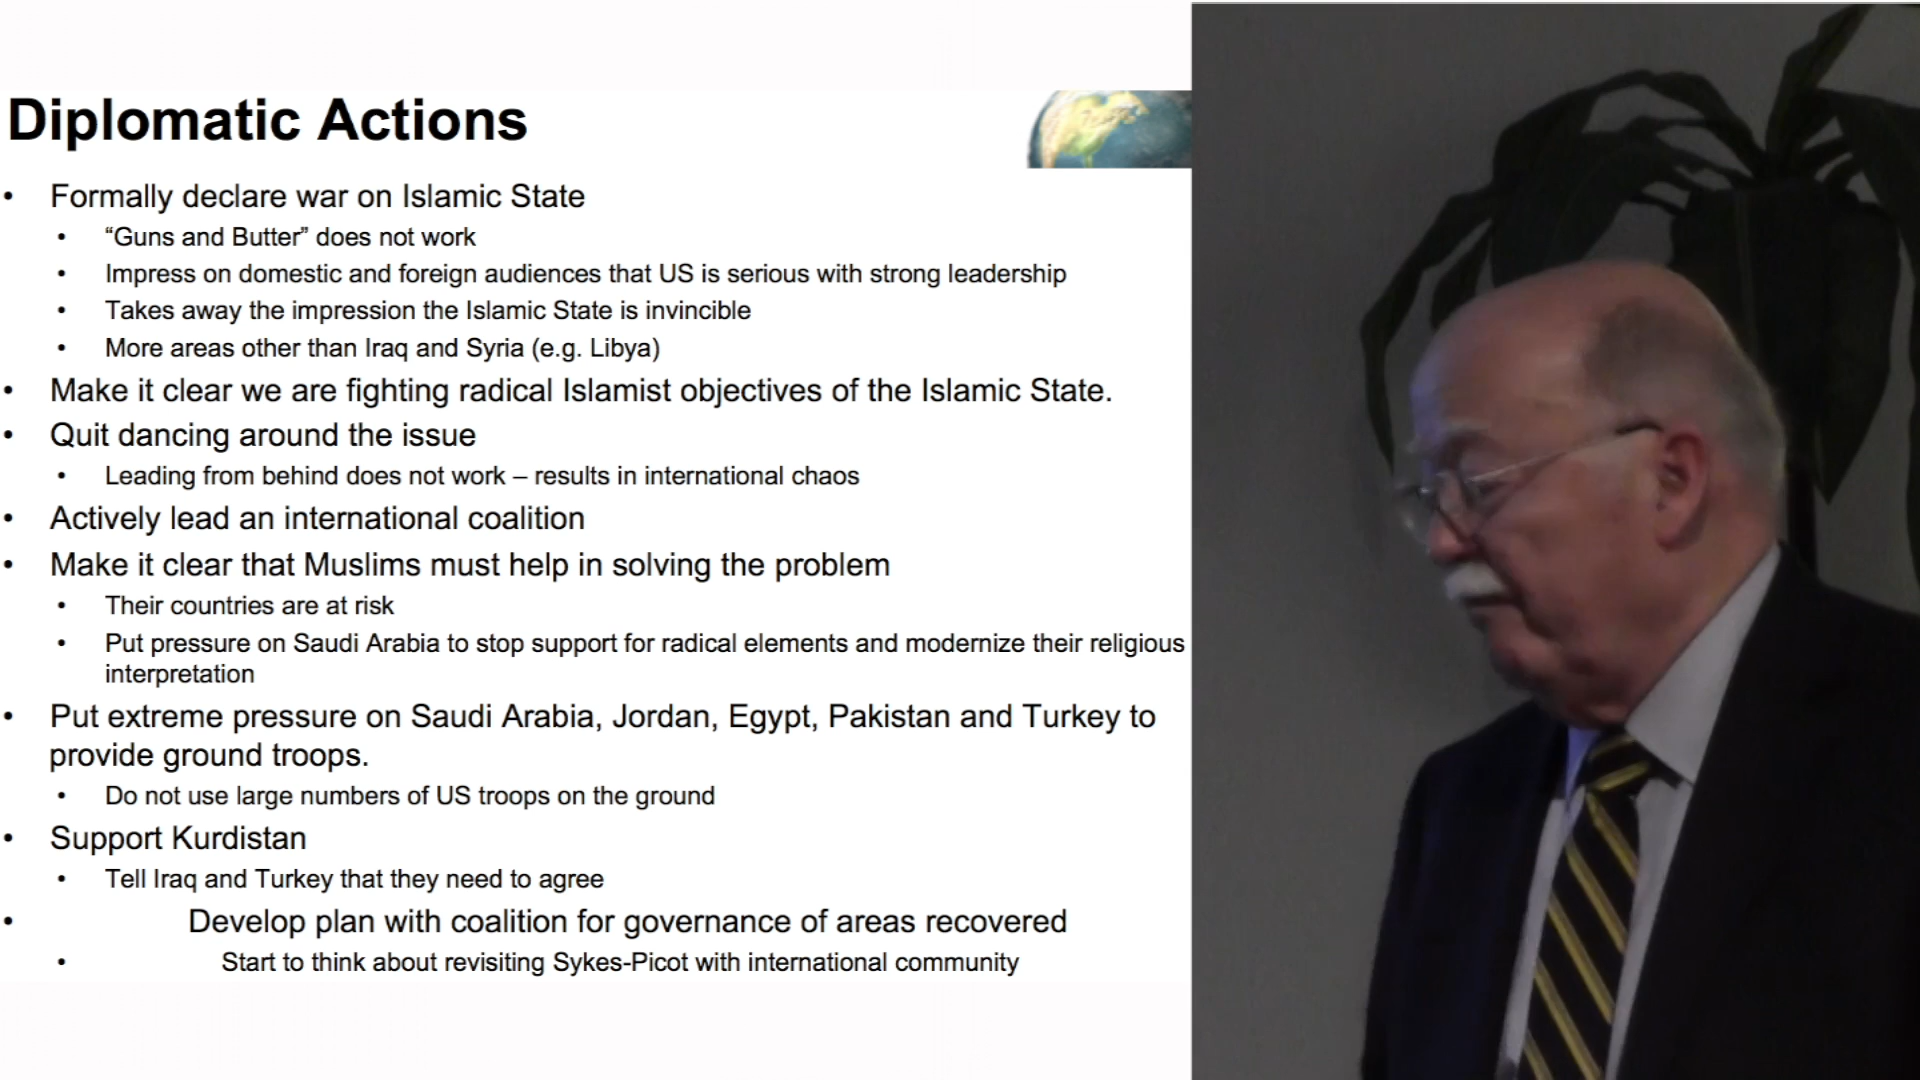 Diplomatic Actions
• Formally declare war on Islamic State
• “Guns and Butter” does not work
• Impress on domestic and foreign audiences that US is serious with strong leadership
• Takes away the impression the Islamic State is invincible
• More areas other than Iraq and Syria (e.g. Libya)
• Make it clear we are fighting radical Islamist objectives of the Islamic State.
• Quit dancing around the issue
• Leading from behind does not work – results in international chaos
• Actively lead an international coalition
• Make it clear that Muslims must help in solving the problem
• Their countries are at risk
• Put pressure on Saudi Arabia to stop support for radical elements and modernize their religious
interpretation
• Put extreme pressure on Saudi Arabia, Jordan, Egypt, Pakistan and Turkey to
provide ground troops.
• Do not use large numbers of US troops on the ground
• Support Kurdistan
• Tell Iraq and Turkey that they need to agree
• Develop plan with coalition for governance of areas recovered
• Start to think about revisiting Sykes-Picot with international community